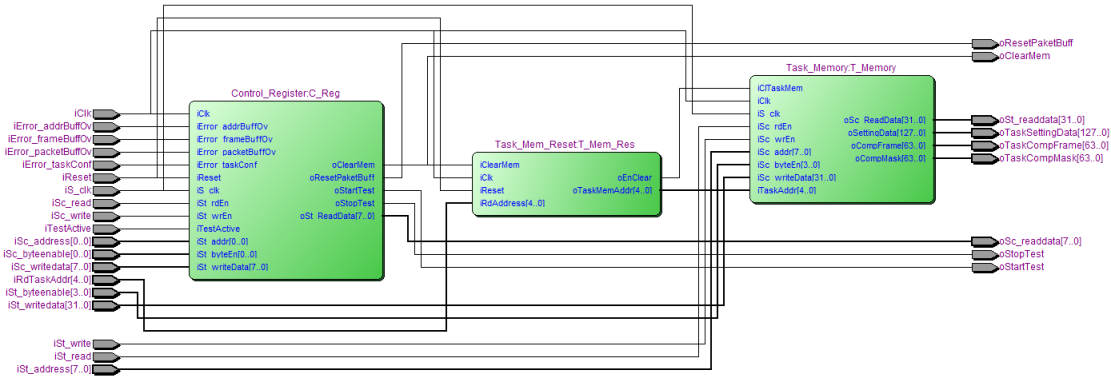 iClk
iError_addrBuffOv
iError_frameBuffOv
iError_packetBuffOv
iError_taskConf
iReset
iS_clk
iSc_read
iSc_write
iTestActive
iSc_address[0..0]
iSc_byteenable[0..0]
iSc_writedata[7..0]
iRdTaskAddr[4..0]
iSt_byteenable[3..0]
iSt_writedata[31..0]
iSt_write
iSt_read
iSt_address[7..0]
Control_Register:C_Reg
iClk
iError_addrBuffOv
iError_frameBuffOv
iError_packetBuffOv
iError_taskConf
iReset
iS_clk
iSt_rdEn
iSt_wrEn
iTestActive
iSt_addr[0..0]
iSt_byteEn[0..0]
iSt_writeData[7..0]
oClearMem
oResetPaketBuff
oStartTest
oStopTest
oSt_ReadData[7..0]
Task_Mem_Reset:T_Mem_Res
iClearMem
iClk
iReset
iRdAddress[4..0]
oEnClear
oTaskMemAddr[4..0]
Task_Memory:T_Memory
iClTaskMem
iClk
iS_clk
iSc_rdEn
iSc_wrEn
iSc_addr[7..0]
iSc_byteEn[3..0]
iSc_writeData[31..0]
iTaskAddr[4..0]
oSc_ReadData[31..0]
oSettingData[127..0]
oCompFrame[63..0]
oCompMask[63..0]
oResetPaketBuff
oClearMem
oSt_readdata[31..0]
oTaskSettingData[127..0]
oTaskCompFrame[63..0]
oTaskCompMask[63..0]
oSc_readdata[7..0]
oStopTest
oStartTest